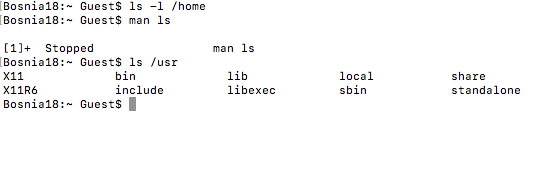 [Bosnia18:~ Guest$ ls -l /home
[Bosnia18:~ Guest$ man ls
[1]+  Stopped                 man ls
[Bosnia18:~ Guest$ ls /usr
X11             bin             lib             local           share
X11R6           include         libexec         sbin            standalone
Bosnia18:~ Guest$